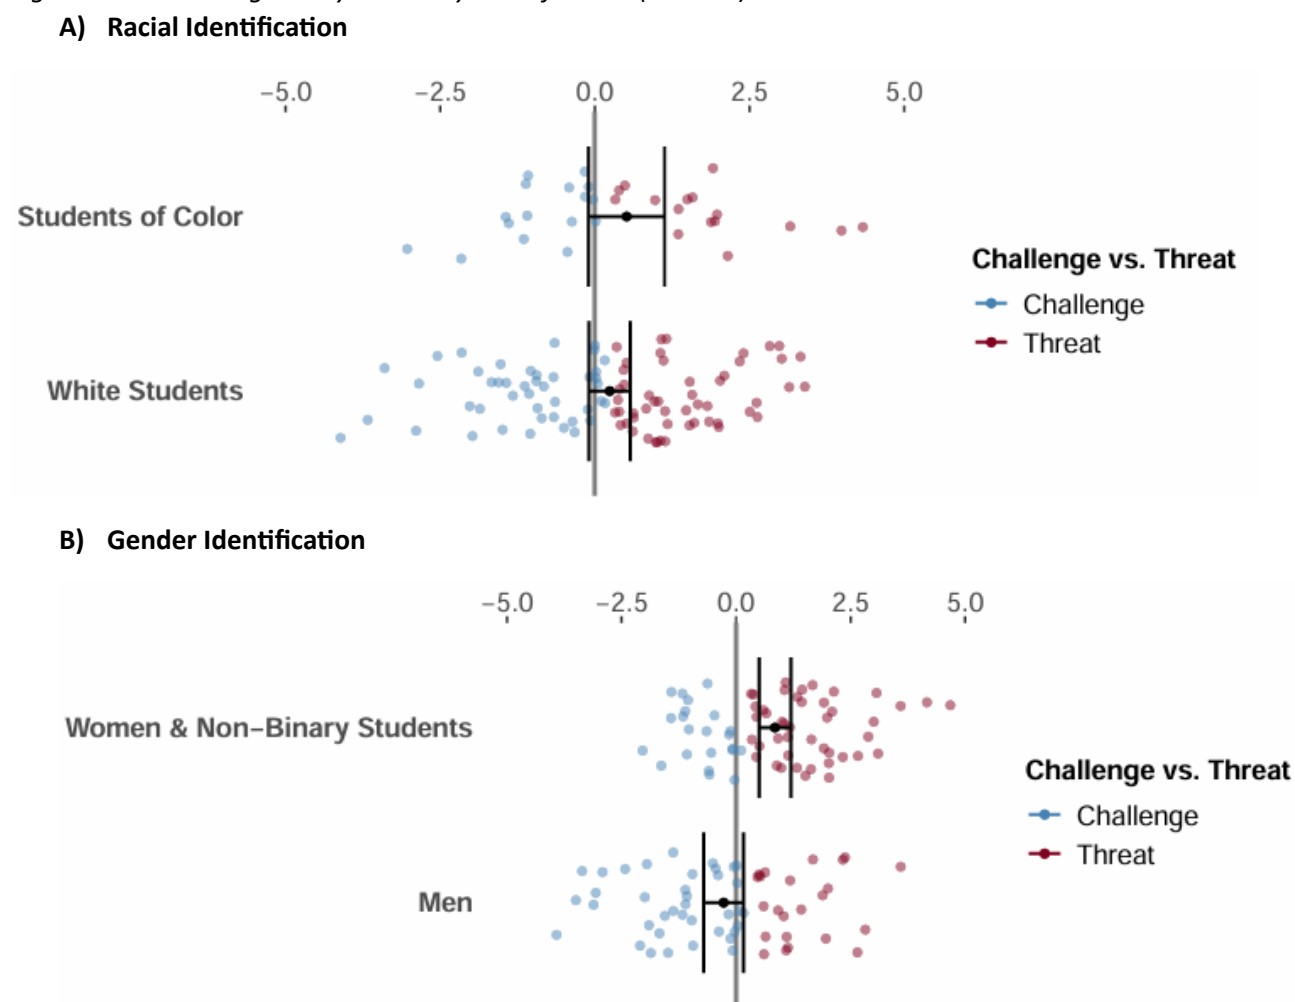 A) Racial Identification
−5.0 −2.5 0.0 2.5 5.0
Students of Color
White Students
Challenge vs. Threat
Challenge
Threat
B) Gender Identification
−5.0 −2.5 0.0 2.5 5.0
Women & Non−Binary Students
Men
Challenge vs. Threat
Challenge
Threat